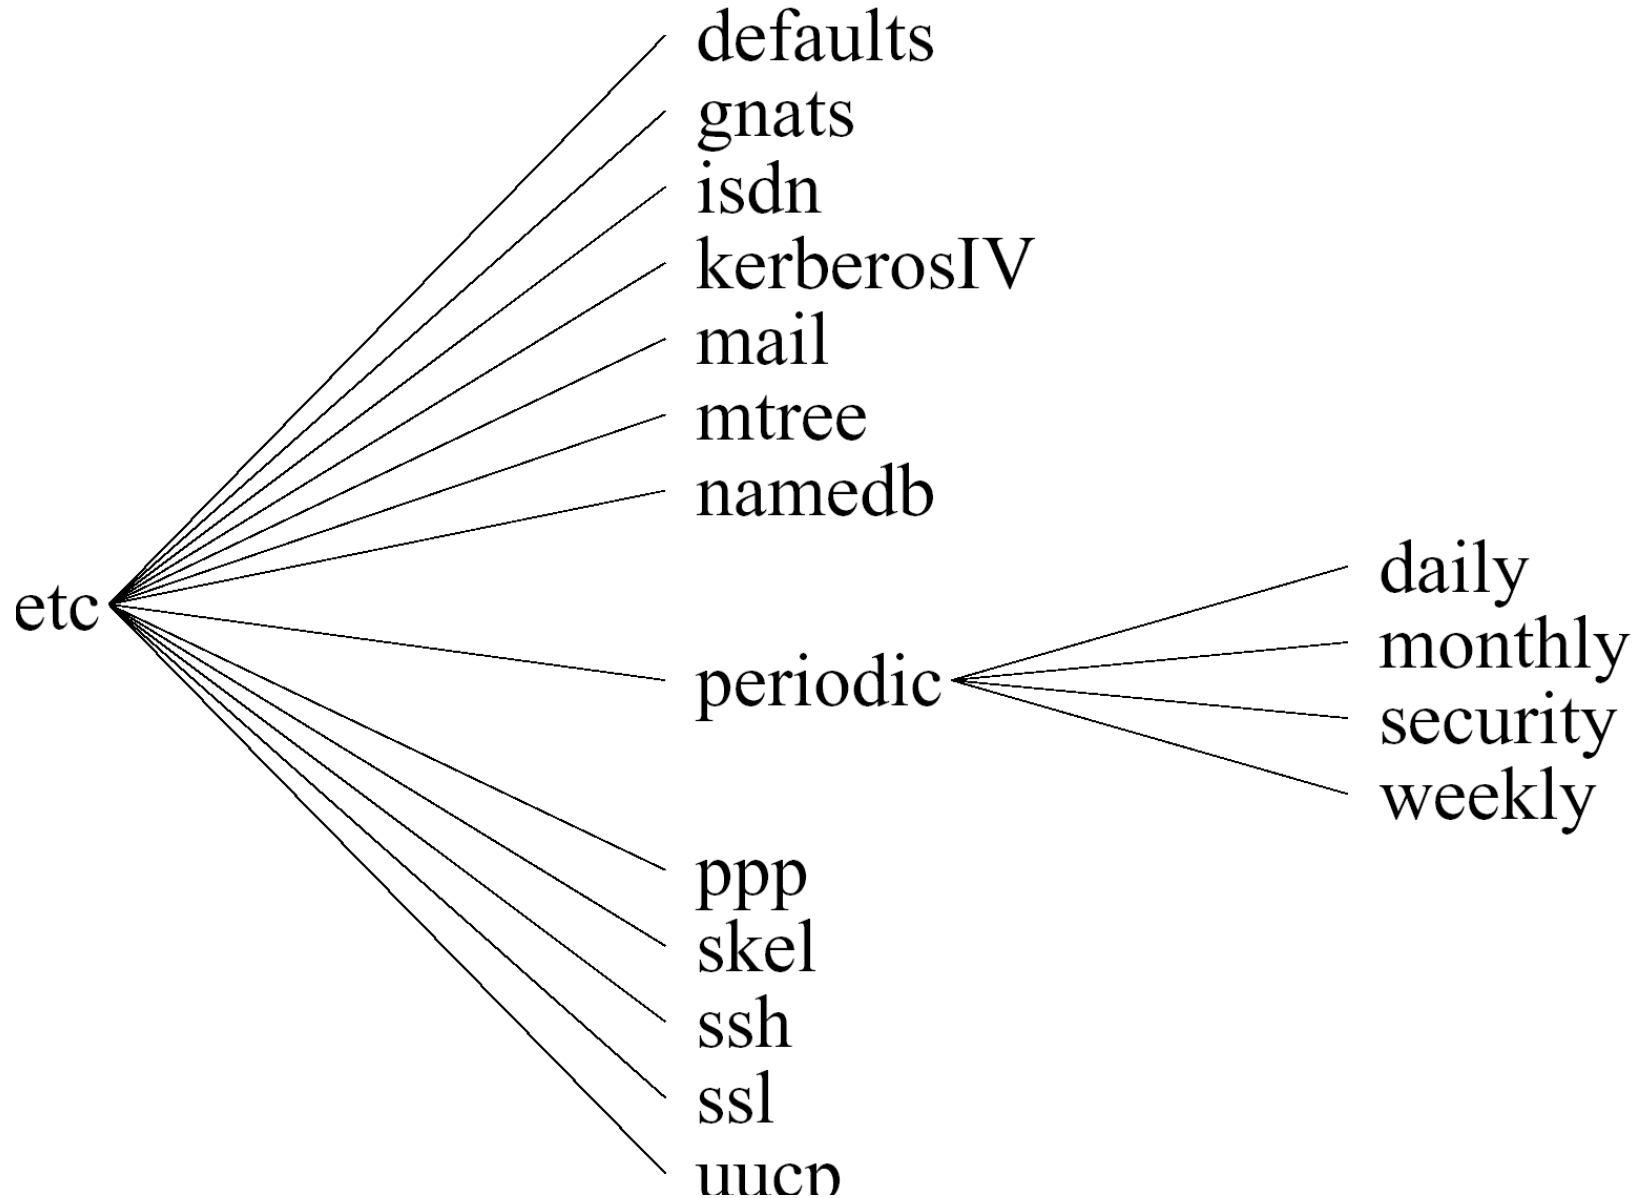 defaults
gnats
isdn
kerberosIV
mail
mtree
namedb
daily
etc
monthly
periodic
security
weekly
ppp
skel
ssh
ssl
uucp